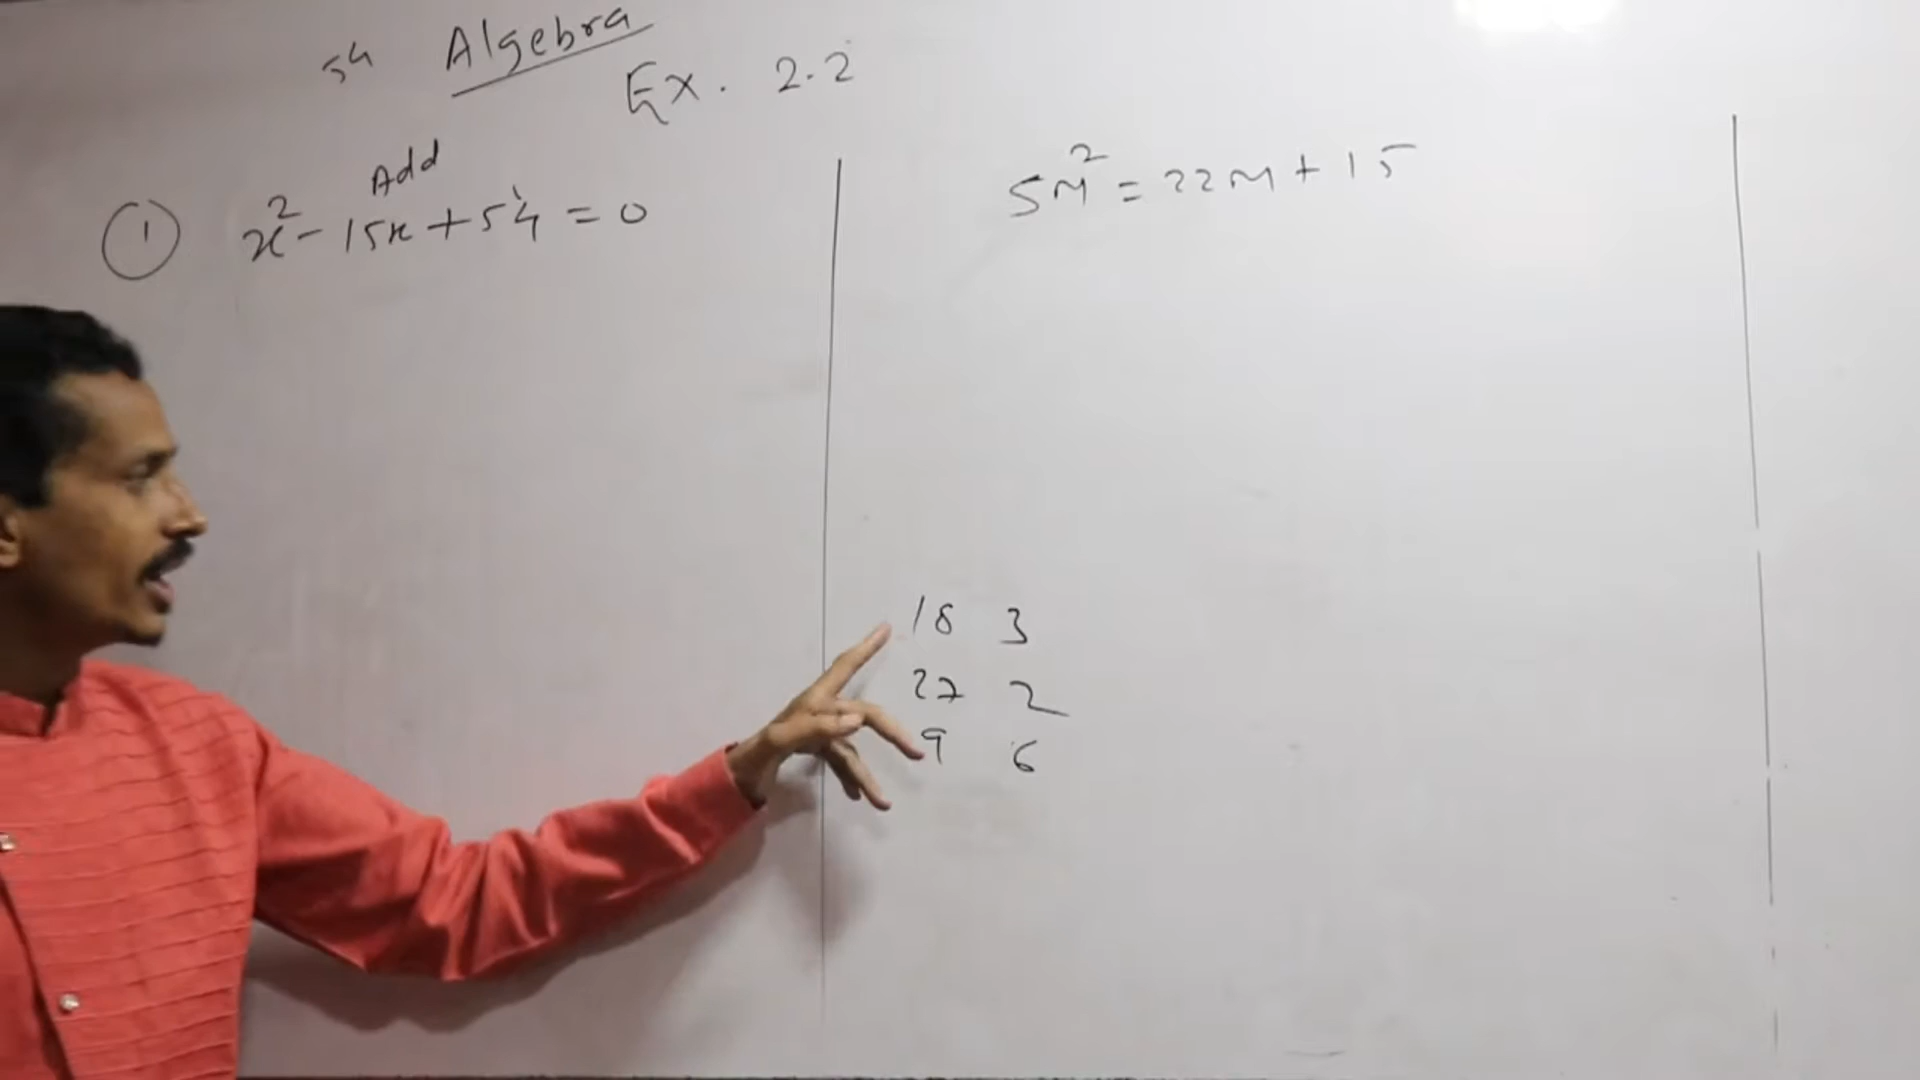 54 Algebra
Ex. 2.2
Add
① x² - 15x + 54 = 0
5m² = 22m + 15
18 3
27 2
9 6